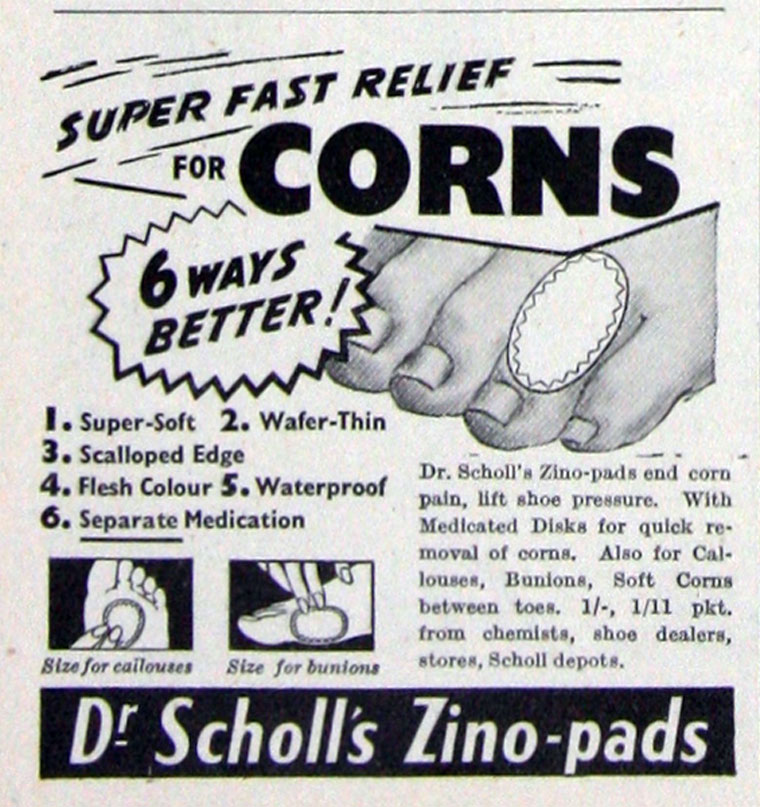 SUPER FAST RELIEF
FOR CORNS
6 WAYS
BETTER!
1. Super-Soft 2. Wafer-Thin
3. Scalloped Edge
4. Flesh Colour 5. Waterproof
6. Separate Medication
Size for callouses
Size for bunions
Dr. Scholl's Zino-pads end corn
pain, lift shoe pressure. With
Medicated Disks for quick re-
moval of corns. Also for Cal-
louses, Bunions, Soft Corns
between toes. 1/-, 1/11 pkt.
from chemists, shoe dealers,
stores, Scholl depots.
Dr Scholl's Zino-pads